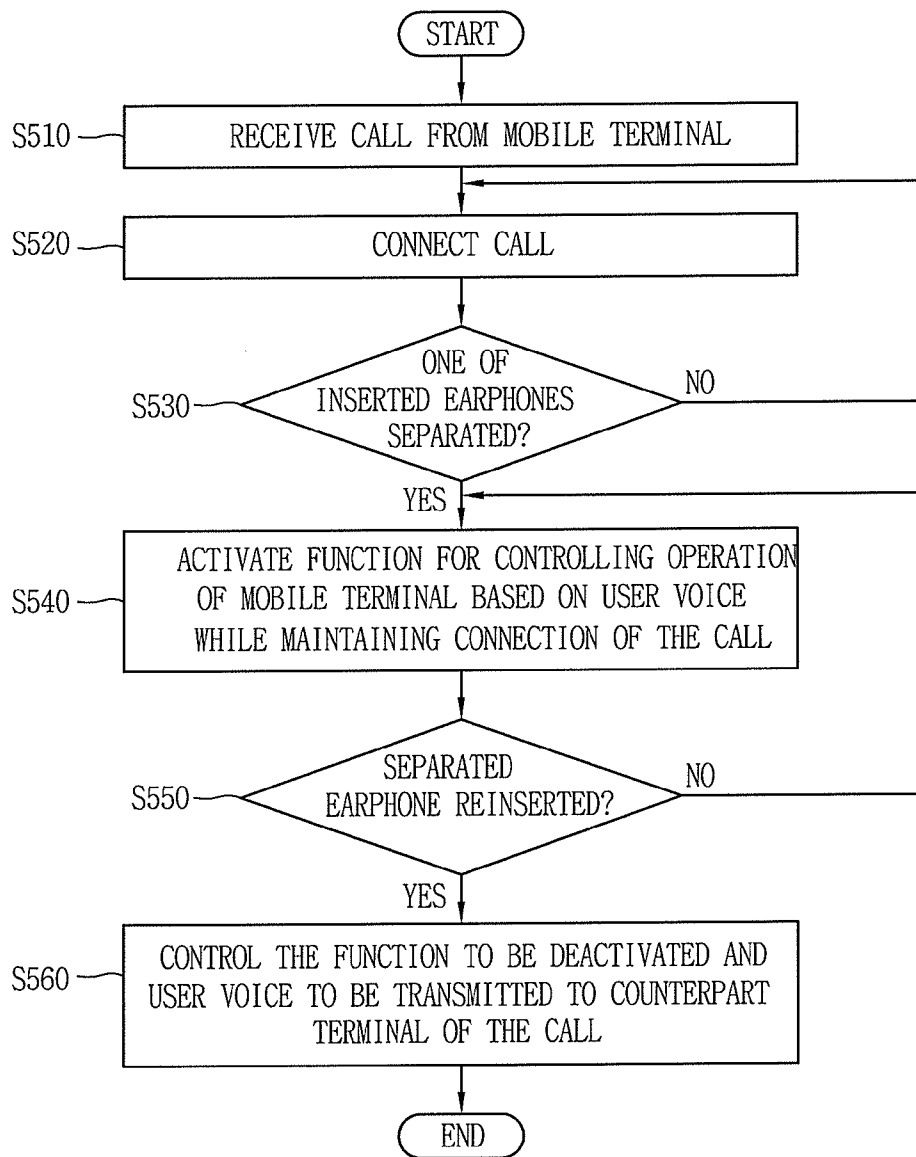 START
S510
RECEIVE CALL FROM MOBILE TERMINAL
S520
CONNECT CALL
S530
ONE OF
INSERTED EARPHONES
SEPARATED?
NO
YES
S540
ACTIVATE FUNCTION FOR CONTROLLING OPERATION
OF MOBILE TERMINAL BASED ON USER VOICE
WHILE MAINTAINING CONNECTION OF THE CALL
S550
SEPARATED
EARPHONE REINSERTED?
NO
YES
S560
CONTROL THE FUNCTION TO BE DEACTIVATED AND
USER VOICE TO BE TRANSMITTED TO COUNTERPART
TERMINAL OF THE CALL
END